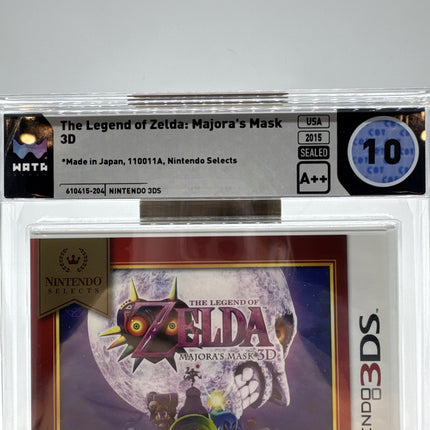 The Legend of Zelda: Majora's Mask
3D
*Made in Japan, 110011A, Nintendo Selects
610415-204 NINTENDO 3DS
WATA
USA
2015
SEALED
A++
10
NINTENDO
SELECTS
THE LEGEND OF
ZELDA
MAJORA'S MASK 3D
NINTENDO 3DS